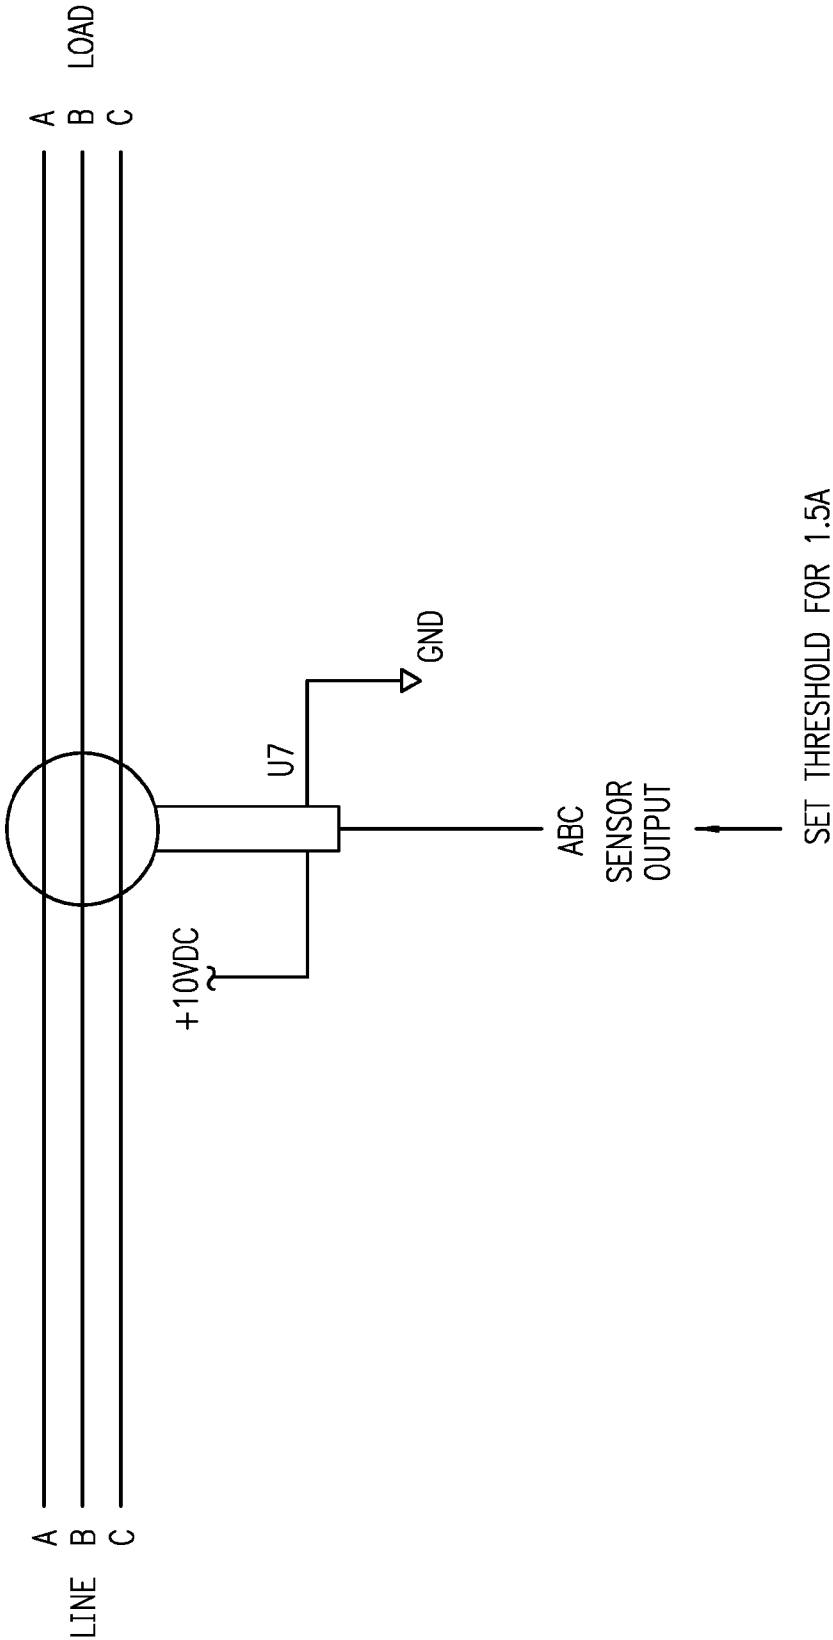 LINE
A
B
C
A
B
C
LOAD
+10VDC
U7
GND
ABC
SENSOR
OUTPUT
SET THRESHOLD FOR 1.5A